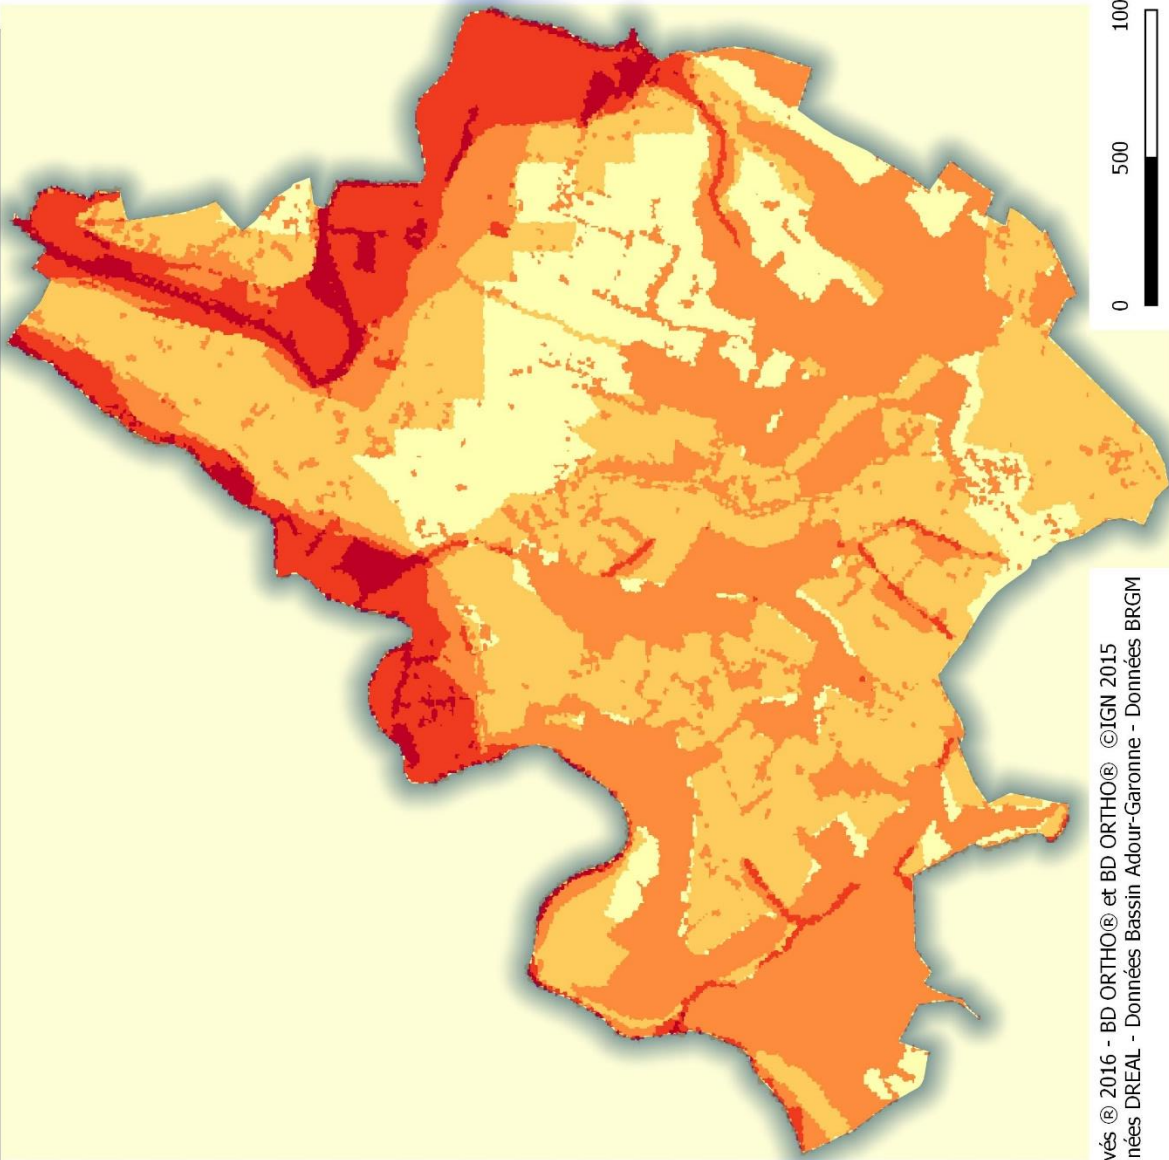 vés ® 2016 - BD ORTHO® et BD ORTHO® ©IGN 2015
nées DREAL - Données Bassin Adour-Garonne - Données BRGM
0 500 100